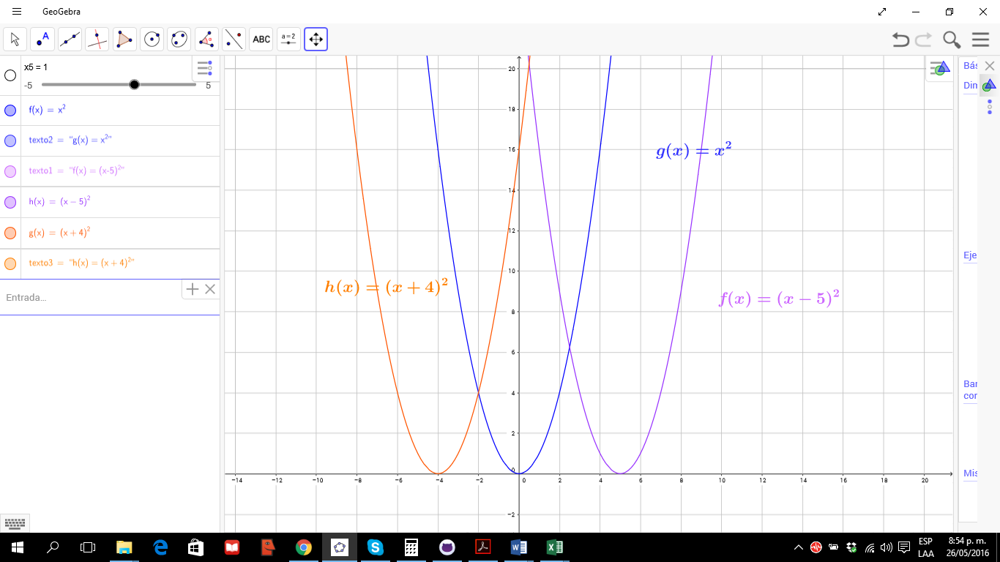 GeoGebra
A
α
ABC
a = 2
x5 = 1
-5
5
f(x) = x²
texto2 = "g(x) = x²"
texto1 = "f(x) = (x-5)²"
h(x) = (x − 5)²
g(x) = (x + 4)²
texto3 = "h(x) = (x + 4)²"
Entrada...
20
18
16
14
12
10
8
6
4
2
0
−2
−14
−12
−10
−8
−6
−4
−2
0
2
4
6
8
10
12
14
16
18
20
g(x) = x²
h(x) = (x + 4)²
f(x) = (x − 5)²
Bás
Din
Eje
Bar
cor
Mis
ESP
LAA
8:54 p. m.
26/05/2016